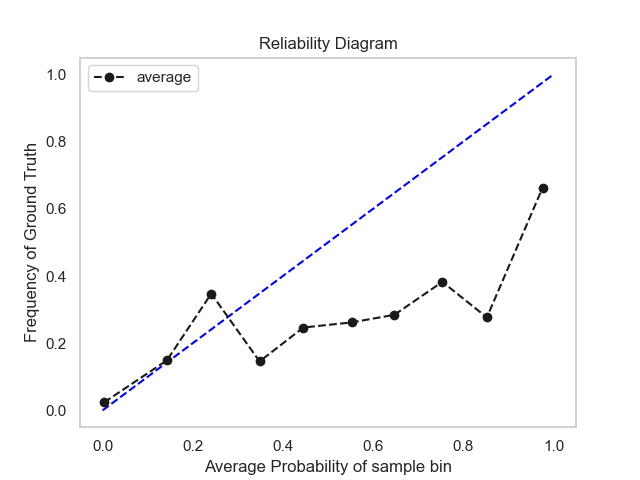 Reliability Diagram
average
1.0
0.8
0.6
0.4
0.2
0.0
Frequency of Ground Truth
0.0 0.2 0.4 0.6 0.8 1.0
Average Probability of sample bin